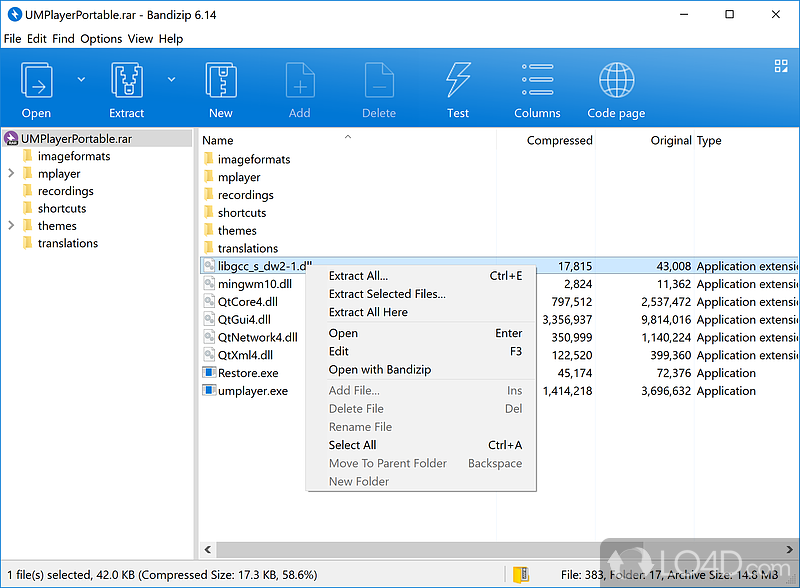 UMPlayerPortable.rar - Bandizip 6.14
File Edit Find Options View Help
Open Extract New Add Delete Test Columns Code page
UMPlayerPortable.rar
imageformats
mplayer
recordings
shortcuts
themes
translations
Name Compressed Original Type
imageformats
mplayer
recordings
shortcuts
themes
translations
libgcc_s_dw2-1.dll 17,815 43,008 Application extensio
mingwm10.dll 2,824 11,362 Application extensio
QtCore4.dll 797,512 2,537,472 Application extensio
QtGui4.dll 3,356,937 9,814,016 Application extensio
QtNetwork4.dll 350,999 1,140,224 Application extensio
QtXml4.dll 122,520 399,360 Application extensio
Restore.exe 45,174 72,376 Application
umplayer.exe 1,414,218 3,696,632 Application
Extract All... Ctrl+E
Extract Selected Files...
Extract All Here
Open Enter
Edit F3
Open with Bandizip
Add File... Ins
Delete File Del
Rename File
Select All Ctrl+A
Move To Parent Folder Backspace
New Folder
1 file(s) selected, 42.0 KB (Compressed Size: 17.3 KB, 58.6%)
File: 383, Folder: 17, Archive Size: 14.8 MB
LO4D.com